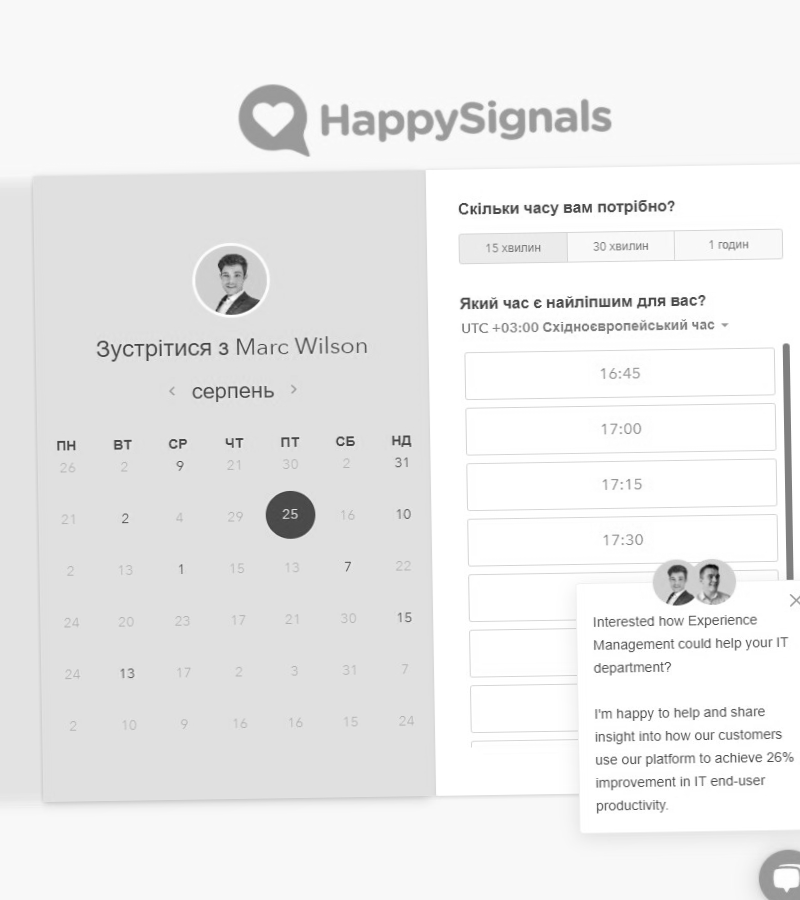 HappySignals
Зустрітися з Marc Wilson
серпень
ПН ВТ СР ЧТ ПТ СБ НД
26 2 9 21 30 2 31
21 2 4 29 25 16 10
2 13 1 15 13 7 22
24 20 23 17 21 30 15
24 13 17 2 3 31 7
2 10 9 16 16 15 24
Скільки часу вам потрібно?
15 хвилин 30 хвилин 1 годин
Який час є найліпшим для вас?
UTC +03:00 Східноєвропейський час
16:45
17:00
17:15
17:30
Interested how Experience
Management could help your IT
department?
I'm happy to help and share
insight into how our customers
use our platform to achieve 26%
improvement in IT end-user
productivity.